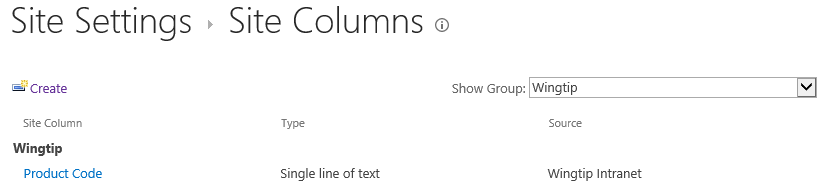 Site Settings ▸ Site Columns
Create Show Group: Wingtip
Site Column Type Source
Wingtip
Product Code Single line of text Wingtip Intranet